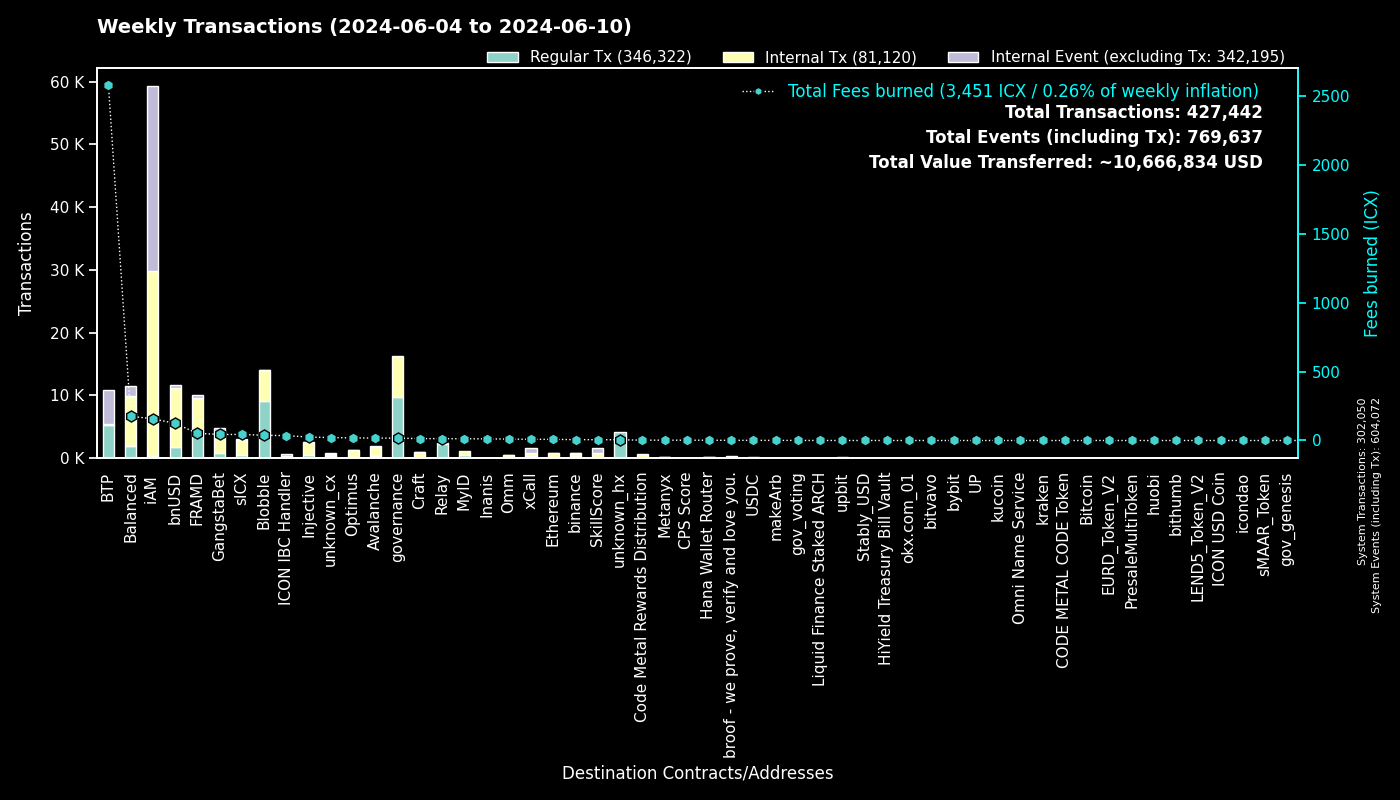 Weekly Transactions (2024-06-04 to 2024-06-10)
Regular Tx (346,322)
Internal Tx (81,120)
Internal Event (excluding Tx: 342,195)
Total Fees burned (3,451 ICX / 0.26% of weekly inflation)
Total Transactions: 427,442
Total Events (including Tx): 769,637
Total Value Transferred: ~10,666,834 USD
Transactions
60 K
50 K
40 K
30 K
20 K
10 K
0 K
2500
2000
1500
1000
500
0
Fees burned (ICX)
System Transactions: 302,050
System Events (including Tx): 604,072
BTP
Balanced
iAM
bnUSD
FRAMD
GangstaBet
sICX
Blobble
ICON IBC Handler
Injective
unknown_cx
Optimus
Avalanche
governance
Craft
Relay
MyID
Inanis
Omm
xCall
Ethereum
binance
SkillScore
unknown_hx
Code Metal Rewards Distribution
Metanyx
CPS Score
Hana Wallet Router
broof - we prove, verify and love you.
USDC
makeArb
gov_voting
Liquid Finance Staked ARCH
upbit
Stably_USD
HiYield Treasury Bill Vault
okx.com_01
bitvavo
bybit
UP
kucoin
Omni Name Service
kraken
CODE METAL CODE Token
Bitcoin
EURD_Token_V2
PresaleMultiToken
huobi
bithumb
LEND5_Token_V2
ICON USD Coin
icondao
sMAAR_Token
gov_genesis
Destination Contracts/Addresses